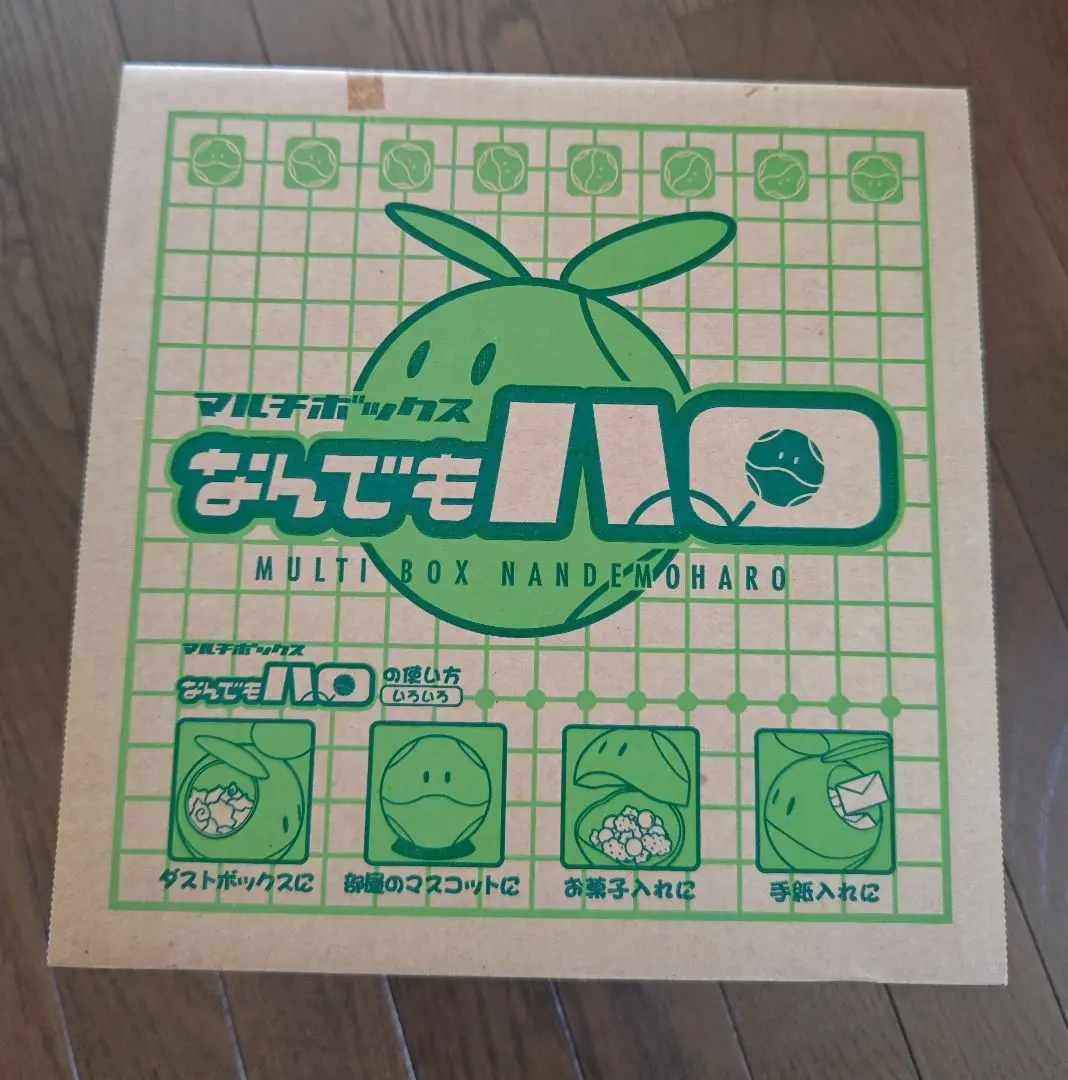 マルチボックス
なんでもハロ
MULTI BOX NANDEMOHARO
マルチボックス
なんでもハロ
の使い方
いろいろ
ダストボックスに
部屋のマスコットに
お菓子入れに
手紙入れに